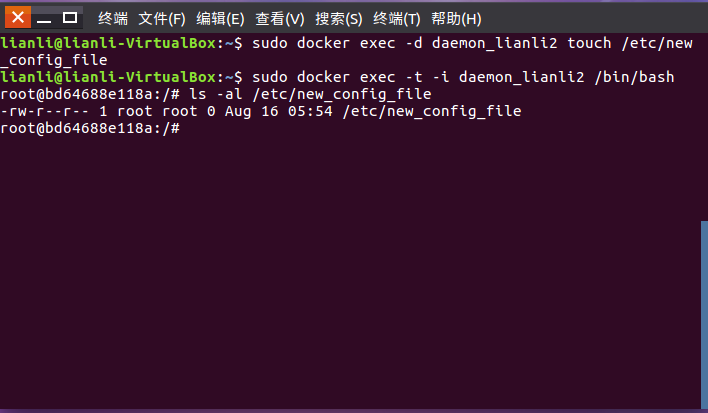 终端 文件(F) 编辑(E) 查看(V) 搜索(S) 终端(T) 帮助(H)
lianli@lianli-VirtualBox:~$ sudo docker exec -d daemon_lianli2 touch /etc/new
_config_file
lianli@lianli-VirtualBox:~$ sudo docker exec -t -i daemon_lianli2 /bin/bash
root@bd64688e118a:/# ls -al /etc/new_config_file
-rw-r--r-- 1 root root 0 Aug 16 05:54 /etc/new_config_file
root@bd64688e118a:/#